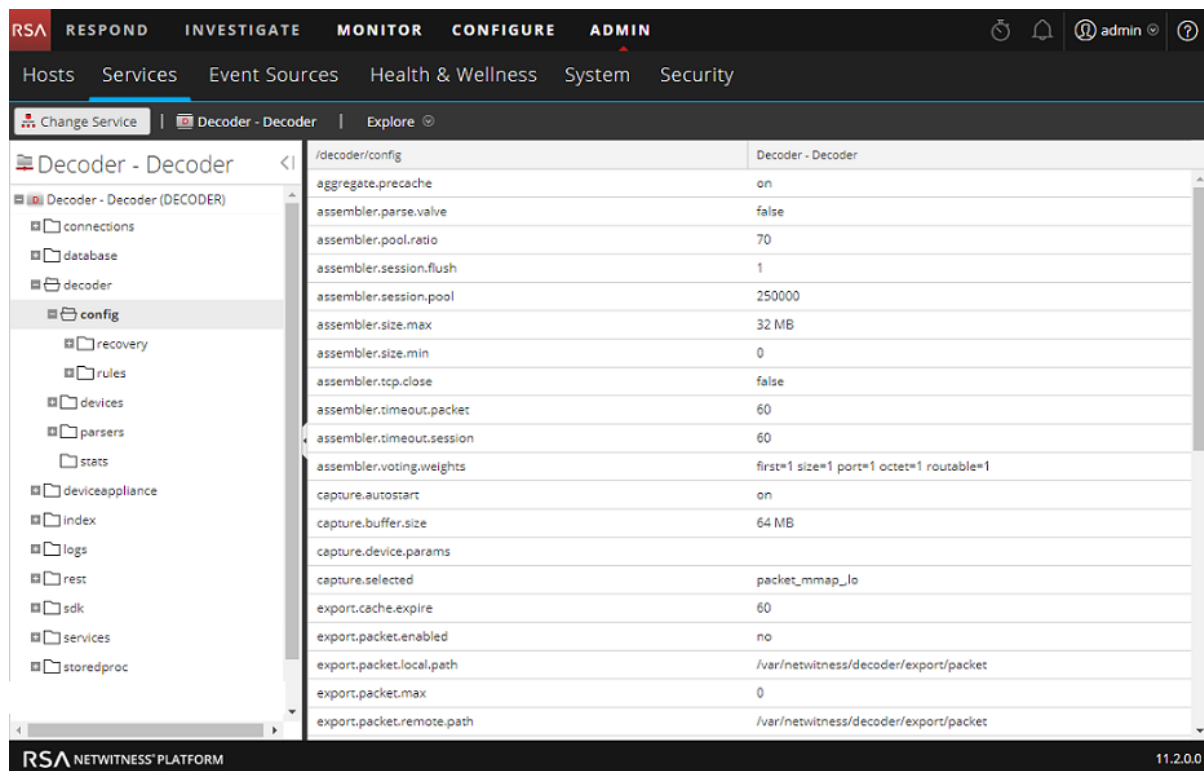 RSA RESPOND INVESTIGATE MONITOR CONFIGURE ADMIN admin ?
Hosts Services Event Sources Health & Wellness System Security
Change Service | D Decoder - Decoder | Explore
Decoder - Decoder
D Decoder - Decoder (DECODER)
connections
database
decoder
config
recovery
rules
devices
parsers
stats
deviceappliance
index
logs
rest
sdk
services
storedproc
/decoder/config Decoder - Decoder
aggregate.precache on
assembler.parse.valve false
assembler.pool.ratio 70
assembler.session.flush 1
assembler.session.pool 250000
assembler.size.max 32 MB
assembler.size.min 0
assembler.tcp.close false
assembler.timeout.packet 60
assembler.timeout.session 60
assembler.voting.weights first=1 size=1 port=1 octet=1 routable=1
capture.autostart on
capture.buffer.size 64 MB
capture.device.params
capture.selected packet_mmap_,lo
export.cache.expire 60
export.packet.enabled no
export.packet.local.path /var/netwitness/decoder/export/packet
export.packet.max 0
export.packet.remote.path /var/netwitness/decoder/export/packet
RSA NETWITNESS® PLATFORM 11.2.0.0